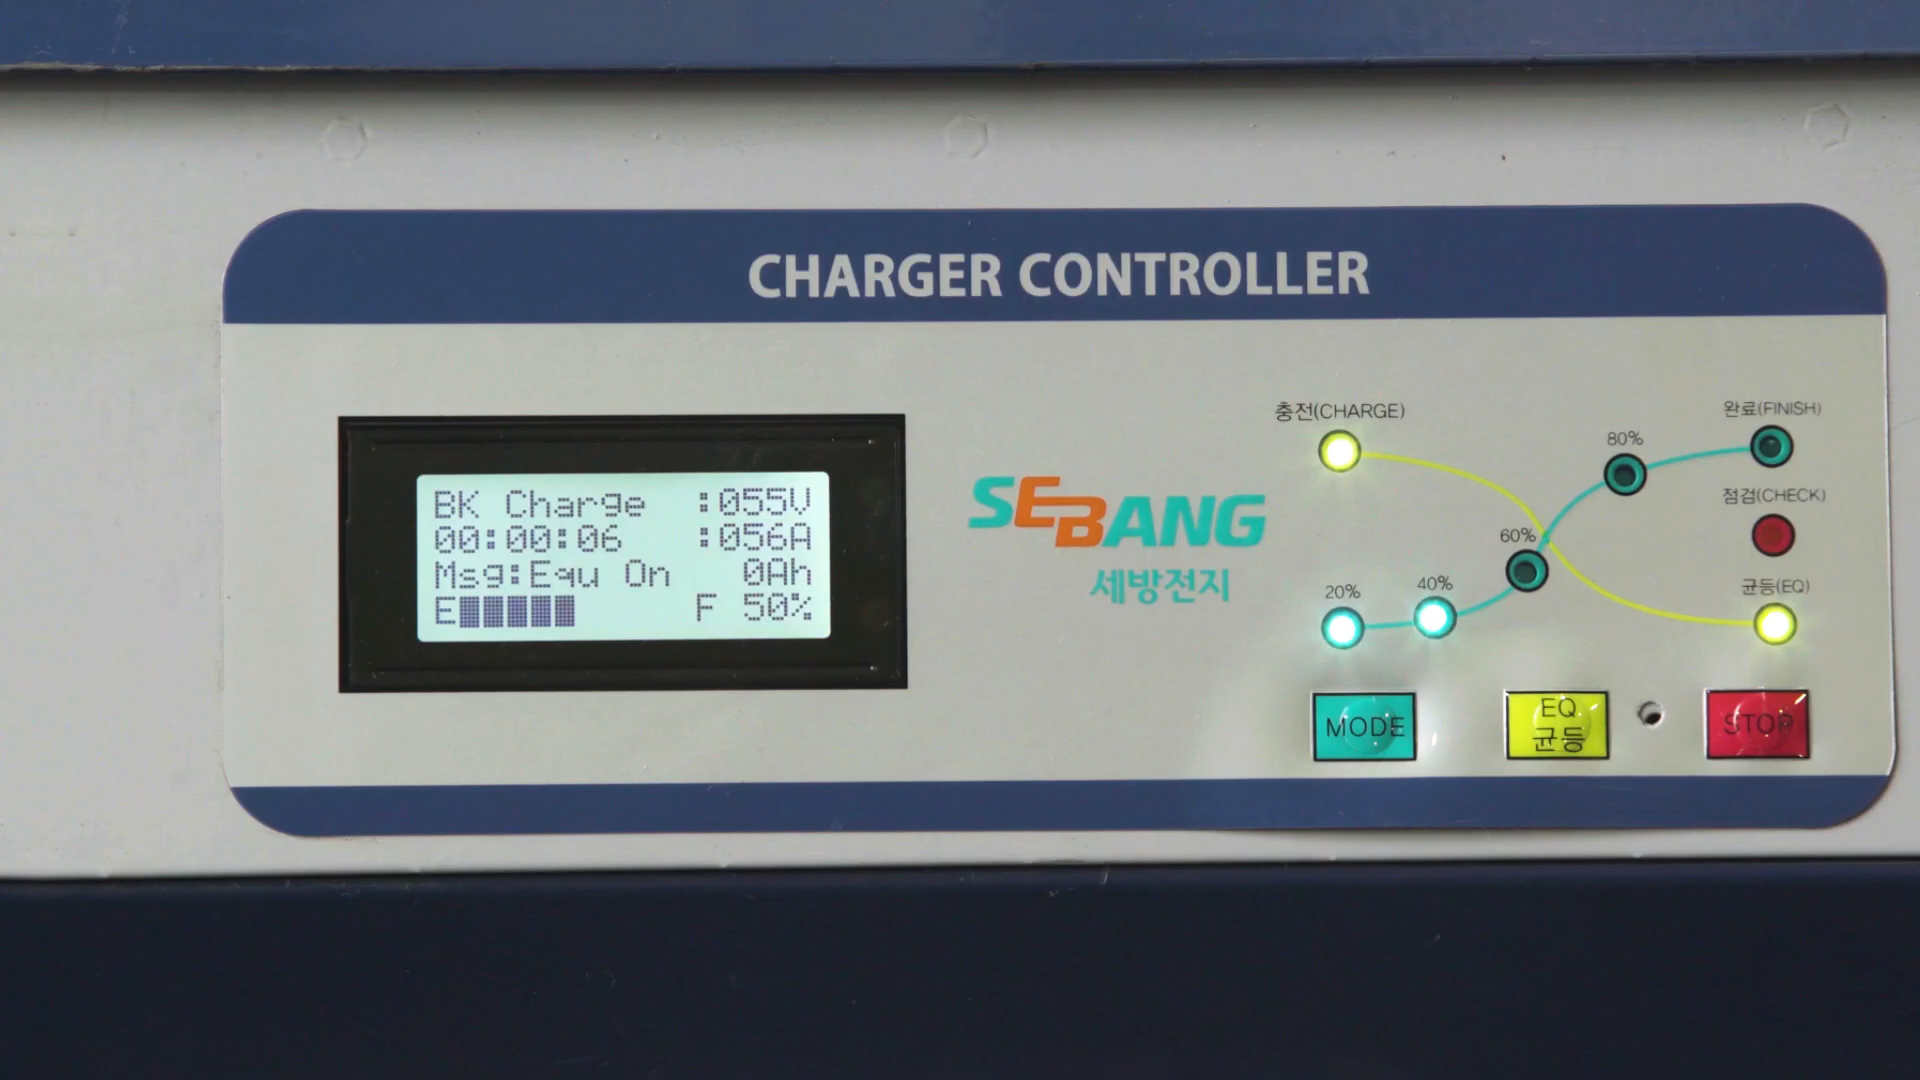 CHARGER CONTROLLER
BK Charge :055V
00:00:06 :056A
Msg:Equ On 0Ah
E F 50%
SEBANG
세방전지
충전(CHARGE)
완료(FINISH)
80%
점검(CHECK)
60%
균등(EQ)
40%
20%
MODE
EQ
균등
STOP